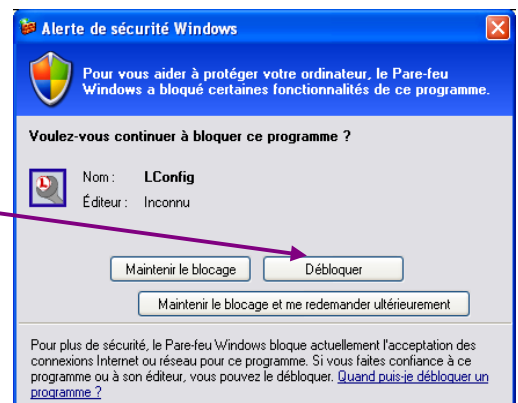 Alerte de sécurité Windows
Pour vous aider à protéger votre ordinateur, le Pare-feu
Windows a bloqué certaines fonctionnalités de ce programme.
Voulez-vous continuer à bloquer ce programme ?
Nom : LConfig
Éditeur : Inconnu
Maintenir le blocage Débloquer
Maintenir le blocage et me redemander ultérieurement
Pour plus de sécurité, le Pare-feu Windows bloque actuellement l'acceptation des
connexions Internet ou réseau pour ce programme. Si vous faites confiance à ce
programme ou à son éditeur, vous pouvez le débloquer. Quand puis-je débloquer un
programme ?